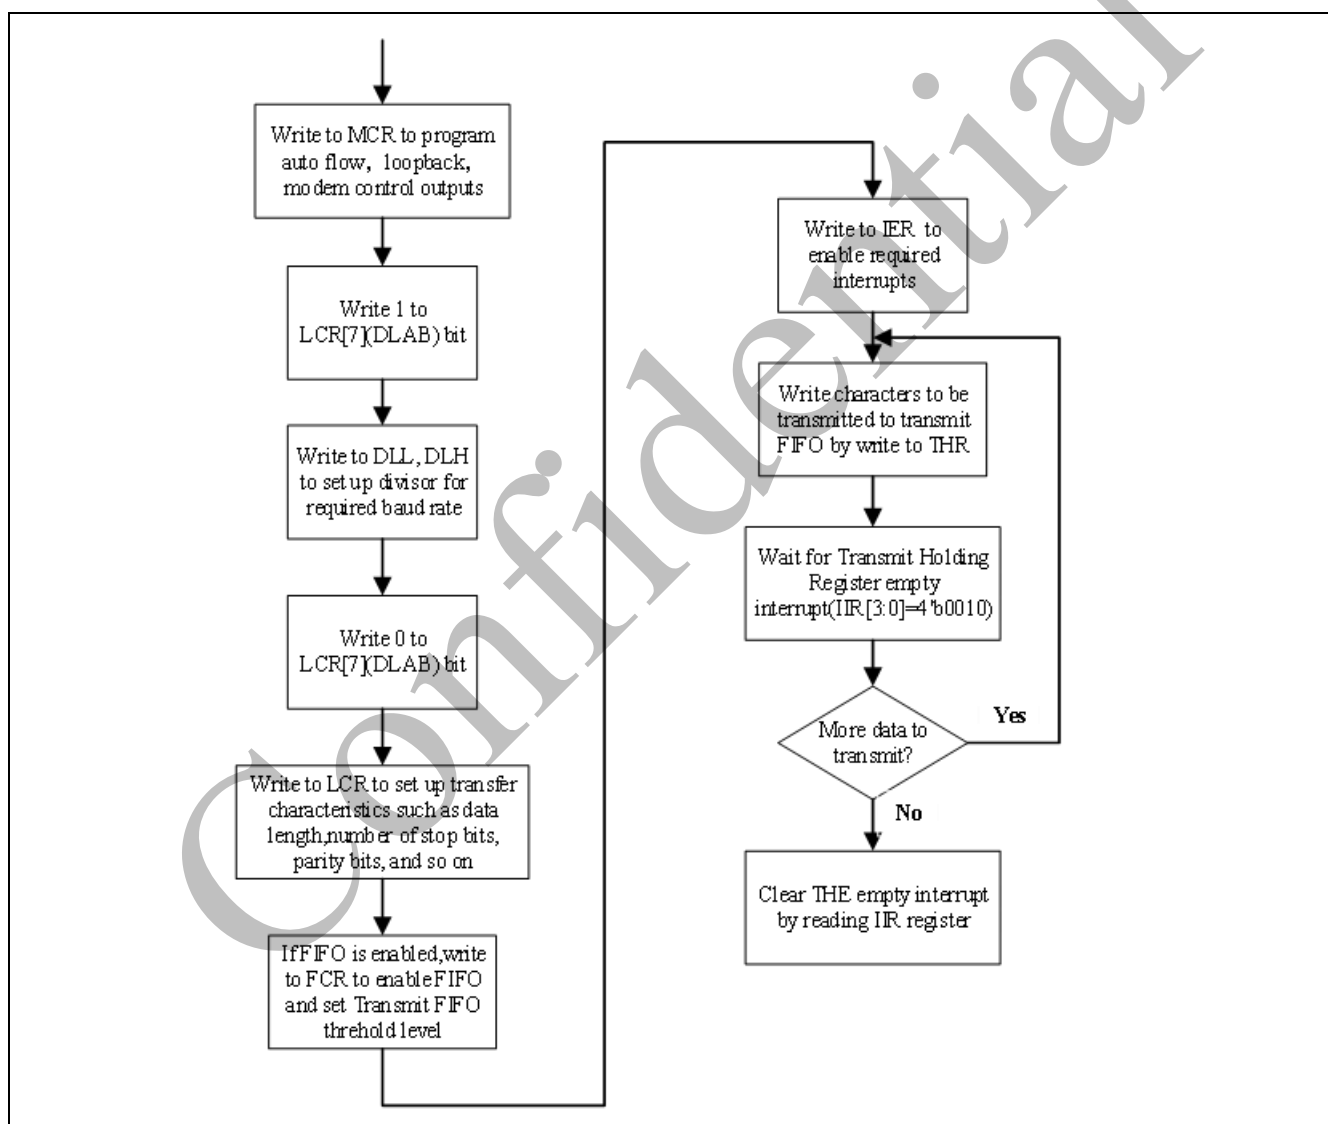 Write to MCR to program
auto flow, loopback,
modem control outputs
Write 1 to
LCR[7](DLAB) bit
Write to DLL, DLH
to set up divisor for
required baud rate
Write 0 to
LCR[7](DLAB) bit
Write to LCR to set up transfer
characteristics such as data
length,number of stop bits,
parity bits, and so on
If FIFO is enabled,write
to FCR to enable FIFO
and set Transmit FIFO
threhold level
Write to IER to
enable required
interrupts
Write characters to be
transmitted to transmit
FIFO by write to THR
Wait for Transmit Holding
Register empty
interrupt(IIR[3:0]=4'b0010)
More data to
transmit?
Yes
No
Clear THE empty interrupt
by reading IIR register
Confidential